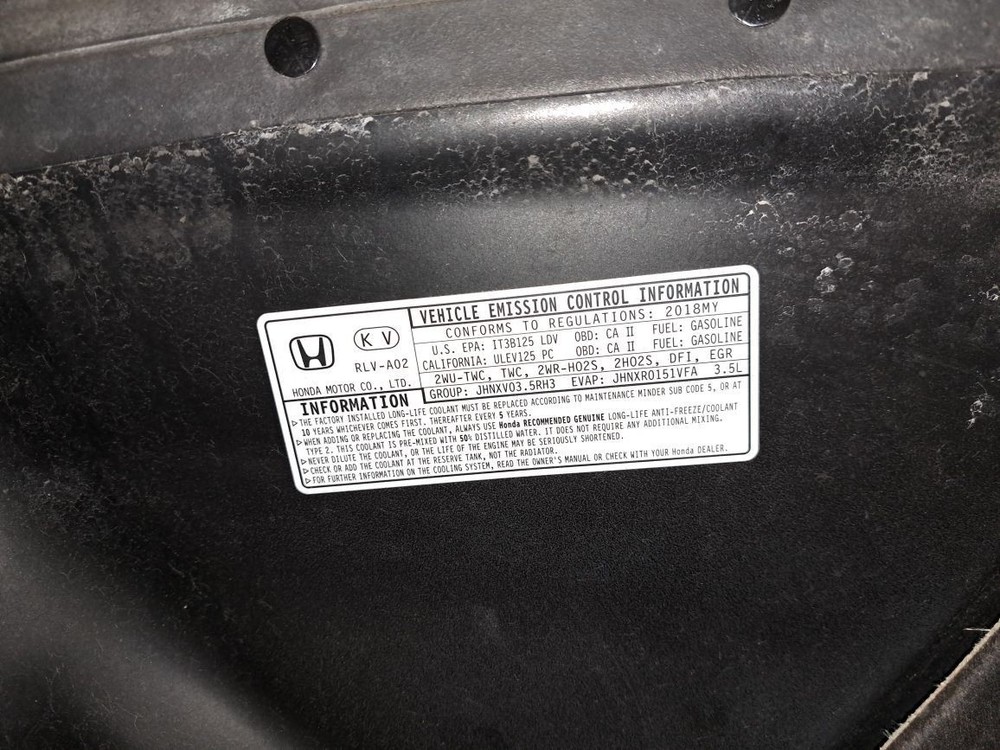 VEHICLE EMISSION CONTROL INFORMATION
CONFORMS TO REGULATIONS: 2018MY
U.S. EPA: IT3B125 LDV OBD: CA II FUEL: GASOLINE
CALIFORNIA: ULEV125 PC OBD: CA II FUEL: GASOLINE
2WU-TWC, TWC, 2WR-HO2S, 2HO2S, DFI, EGR
GROUP: JHNXV03.5RH3 EVAP: JHNXR0151VFA 3.5L
K V
RLV-A02
HONDA MOTOR CO., LTD.
INFORMATION
▷THE FACTORY INSTALLED LONG-LIFE COOLANT MUST BE REPLACED ACCORDING TO MAINTENANCE MINDER SUB CODE 5, OR AT
10 YEARS WHICHEVER COMES FIRST. THEREAFTER EVERY 5 YEARS.
▷WHEN ADDING OR REPLACING THE COOLANT, ALWAYS USE Honda RECOMMENDED GENUINE LONG-LIFE ANTI-FREEZE/COOLANT
TYPE 2. THIS COOLANT IS PRE-MIXED WITH 50% DISTILLED WATER. IT DOES NOT REQUIRE ANY ADDITIONAL MIXING.
▷NEVER DILUTE THE COOLANT, OR THE LIFE OF THE ENGINE MAY BE SERIOUSLY SHORTENED.
▷CHECK OR ADD THE COOLANT AT THE RESERVE TANK, NOT THE RADIATOR.
▷FOR FURTHER INFORMATION ON THE COOLING SYSTEM, READ THE OWNER'S MANUAL OR CHECK WITH YOUR Honda DEALER.